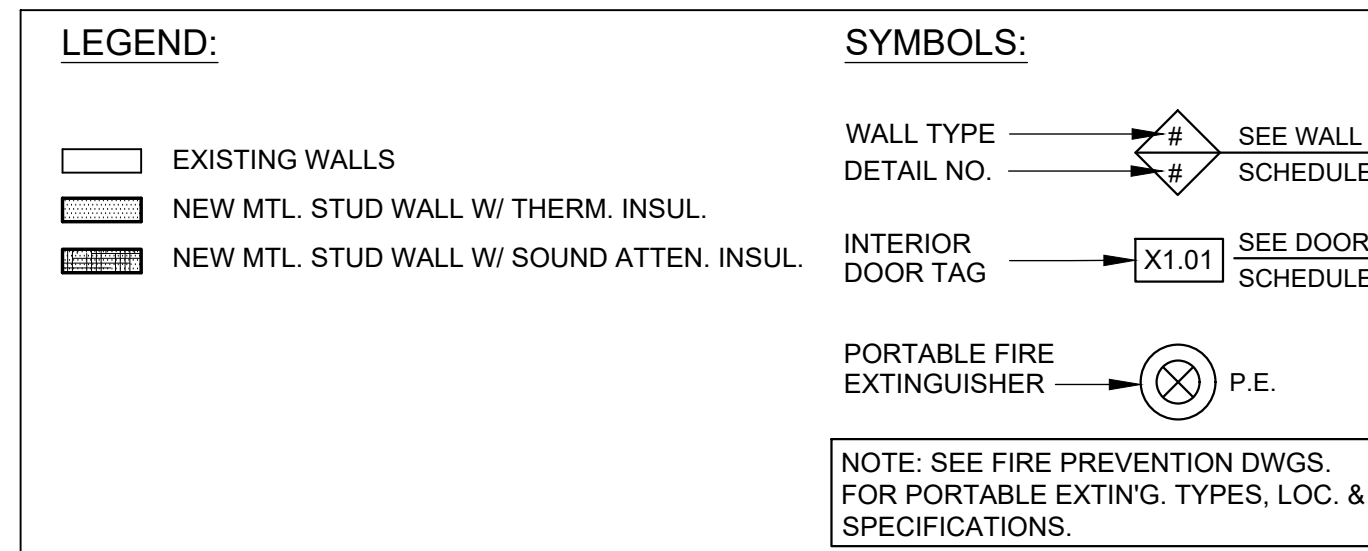 LEGEND:
EXISTING WALLS
NEW MTL. STUD WALL W/ THERM. INSUL.
NEW MTL. STUD WALL W/ SOUND ATTEN. INSUL.
SYMBOLS:
WALL TYPE
DETAIL NO.
#
#
SEE WALL
SCHEDULE
INTERIOR
DOOR TAG
X1.01
SEE DOOR
SCHEDULE
PORTABLE FIRE
EXTINGUISHER
P.E.
NOTE: SEE FIRE PREVENTION DWGS.
FOR PORTABLE EXTIN'G. TYPES, LOC. &
SPECIFICATIONS.